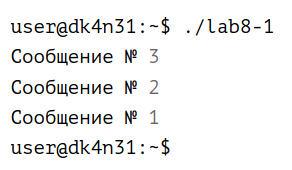 user@dk4n31:~$ ./lab8-1
Сообщение № 3
Сообщение № 2
Сообщение № 1
user@dk4n31:~$